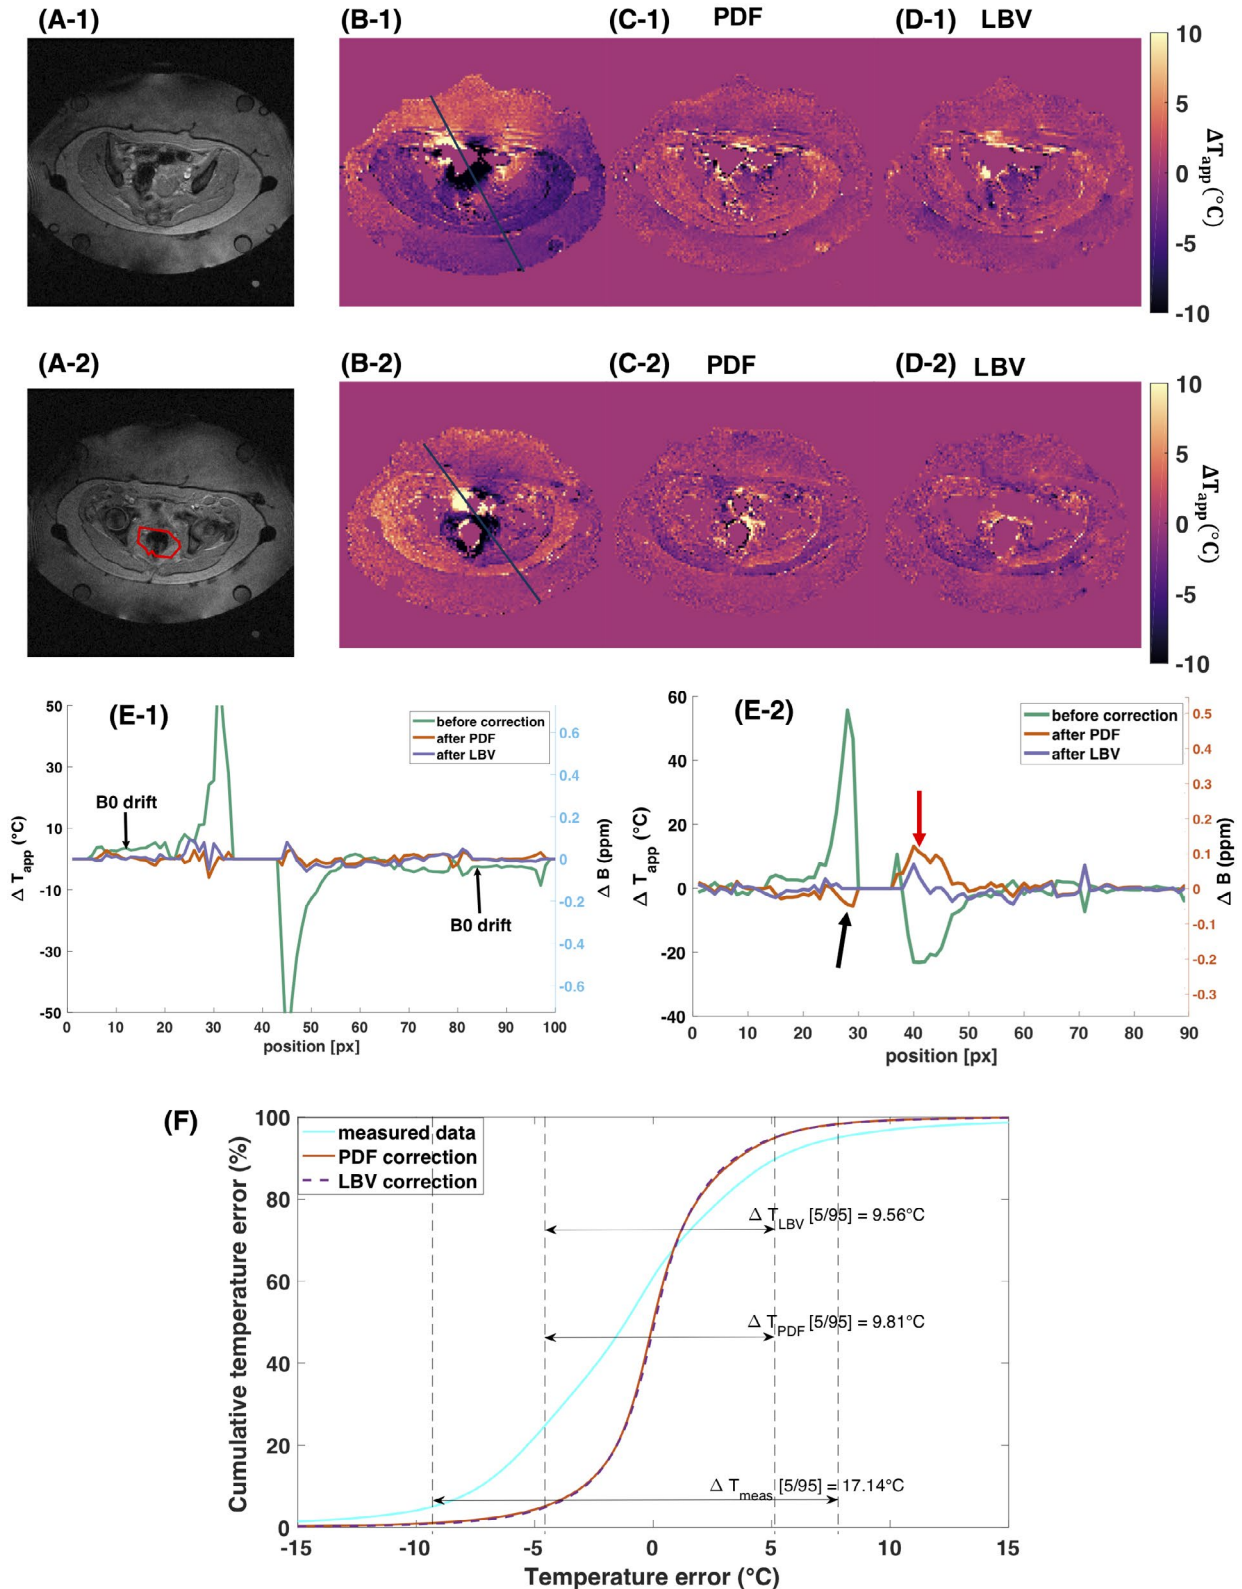 (A-1)
(B-1)
(C-1)
PDF
(D-1)
LBV
10
5
0
-5
-10
ΔTapp(°C)
(A-2)
(B-2)
(C-2)
PDF
(D-2)
LBV
10
5
0
-5
-10
ΔTapp(°C)
(E-1)
50
30
10
-10
-30
-50
Δ Tapp (°C)
before correction
after PDF
after LBV
B0 drift
B0 drift
0.6
0.4
0.2
0
-0.2
-0.4
-0.6
Δ B (ppm)
0 10 20 30 40 50 60 70 80 90 100
position [px]
(E-2)
60
40
20
0
-20
-40
Δ Tapp (°C)
before correction
after PDF
after LBV
0.5
0.4
0.3
0.2
0.1
0
-0.1
-0.2
-0.3
Δ B (ppm)
0 10 20 30 40 50 60 70 80 90
position [px]
(F)
100
80
60
40
20
0
Cumulative temperature error (%)
measured data
PDF correction
LBV correction
Δ TLBV [5/95] = 9.56°C
Δ TPDF [5/95] = 9.81°C
Δ Tmeas [5/95] = 17.14°C
-15 -10 -5 0 5 10 15
Temperature error (°C)